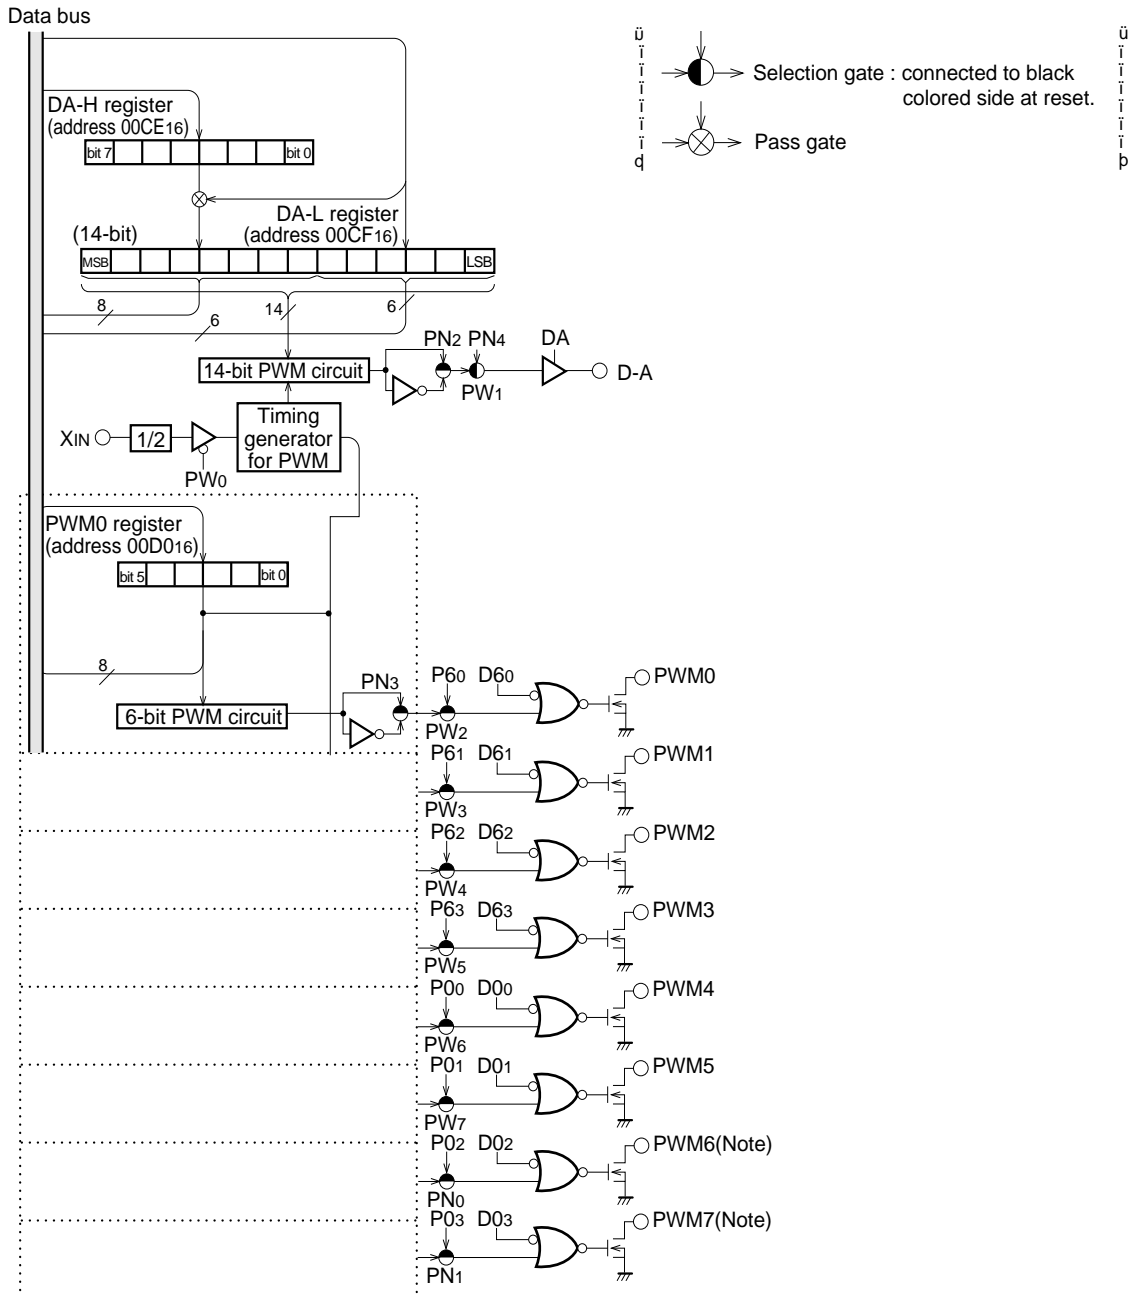 Data bus
DA-H register
(address 00CE16)
bit 7
bit 0
ü
ï
ï
ï
ï
ï
ï
q
Selection gate : connected to black
colored side at reset.
Pass gate
ü
ï
ï
ï
ï
ï
ï
þ
DA-L register
(14-bit)
(address 00CF16)
MSB
LSB
8
14
6
6
PN2 PN4
DA
14-bit PWM circuit
D-A
PW1
XIN
1/2
Timing
generator
for PWM
PW0
PWM0 register
(address 00D016)
bit 5
bit 0
8
PN3
6-bit PWM circuit
P60 D60
PWM0
PW2
P61 D61
PWM1
PW3
P62 D62
PWM2
PW4
P63 D63
PWM3
PW5
P00 D00
PWM4
PW6
P01 D01
PWM5
PW7
P02 D02
PWM6(Note)
PN0
P03 D03
PWM7(Note)
PN1